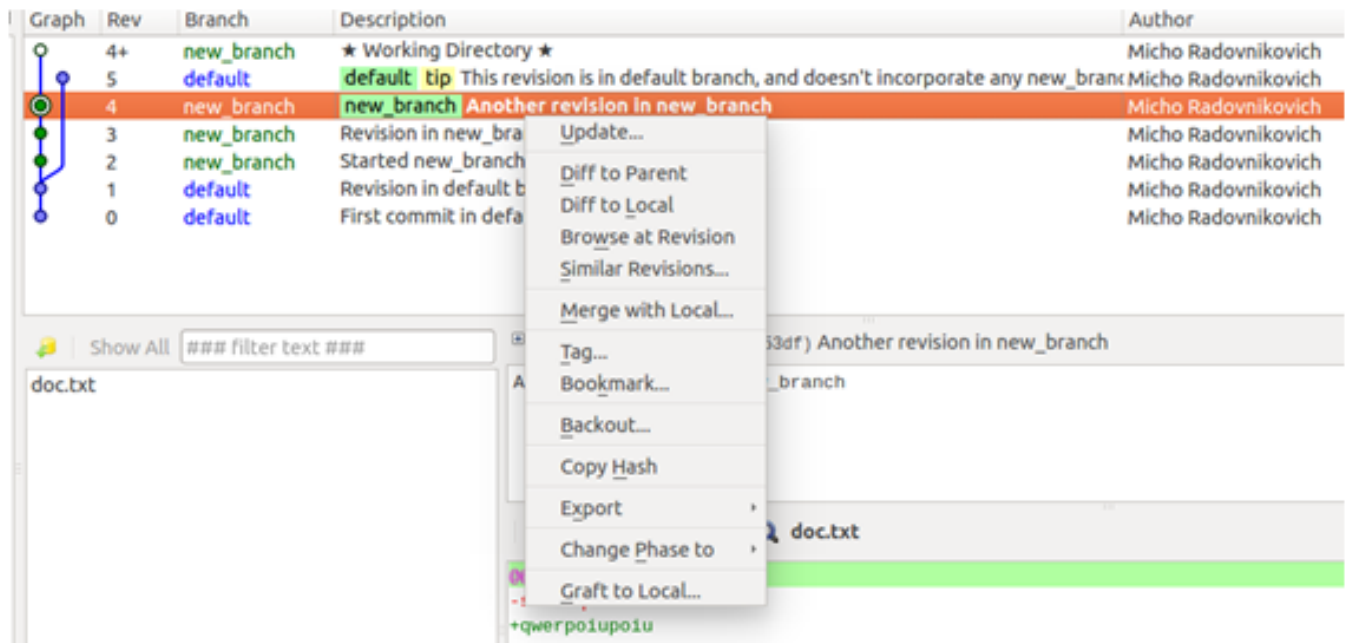 Graph Rev Branch Description Author
4+ new_branch ★ Working Directory ★ Micho Radovnikovich
5 default default tip This revision is in default branch, and doesn't incorporate any new_branc Micho Radovnikovich
4 new_branch new_branch Another revision in new_branch Micho Radovnikovich
3 new_branch Revision in new_bra Micho Radovnikovich
2 new_branch Started new_branch Micho Radovnikovich
1 default Revision in default b Micho Radovnikovich
0 default First commit in defa Micho Radovnikovich
Update...
Diff to Parent
Diff to Local
Browse at Revision
Similar Revisions...
Merge with Local...
Tag...
Bookmark...
Backout...
Copy Hash
Export
Change Phase to
Graft to Local...
Show All ### filter text ###
53df) Another revision in new_branch
doc.txt
A _branch
doc.txt
+qwerpoiupoiu